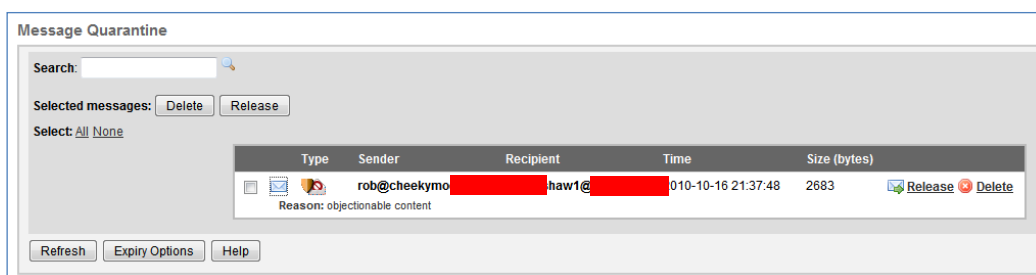 Message Quarantine
Search:
Selected messages: Delete Release
Select: All None
Type Sender Recipient Time Size (bytes)
rob@cheekymo haw1@ 010-10-16 21:37:48 2683 Release Delete
Reason: objectionable content
Refresh Expiry Options Help